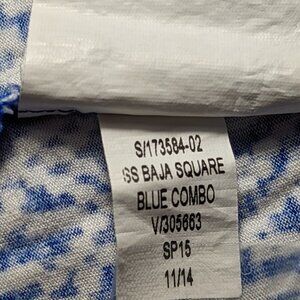 S/173584-02
SS BAJA SQUARE
BLUE COMBO
V/305663
SP15
11/14